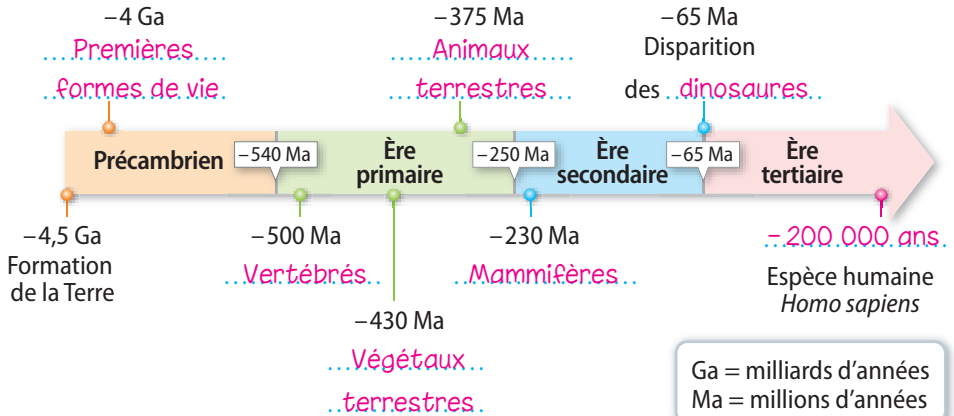 −4 Ga
Premières
formes de vie
−375 Ma
Animaux
terrestres
−65 Ma
Disparition
des dinosaures
Précambrien
−540 Ma
Ère
primaire
−250 Ma
Ère
secondaire
−65 Ma
Ère
tertiaire
−4,5 Ga
Formation
de la Terre
−500 Ma
Vertébrés
−430 Ma
Végétaux
terrestres
−230 Ma
Mammifères
−200 000 ans
Espèce humaine
Homo sapiens
Ga = milliards d’années
Ma = millions d’années